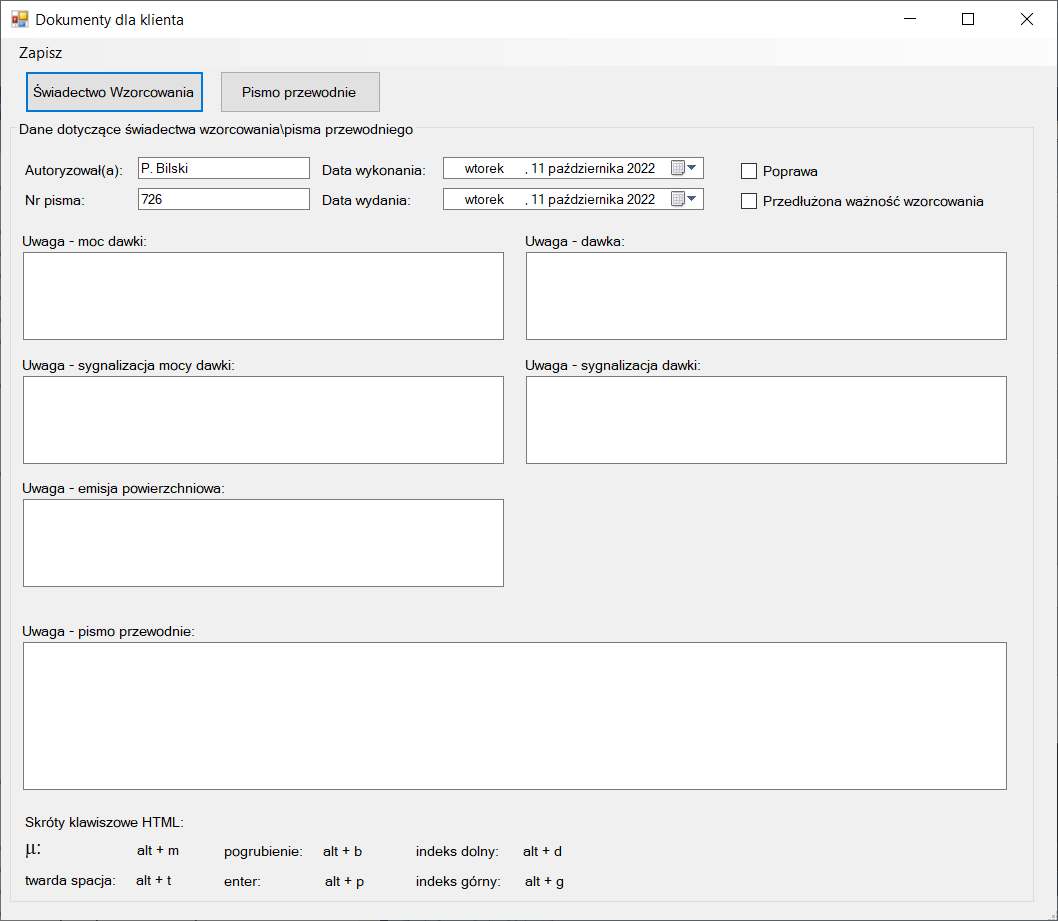 Dokumenty dla klienta
Zapisz
Świadectwo Wzorcowania Pismo przewodnie
Dane dotyczące świadectwa wzorcowania\pisma przewodniego
Autoryzował(a): P. Bilski Data wykonania: wtorek , 11 października 2022 Poprawa
Nr pisma: 726 Data wydania: wtorek , 11 października 2022 Przedłużona ważność wzorcowania
Uwaga - moc dawki: Uwaga - dawka:
Uwaga - sygnalizacja mocy dawki: Uwaga - sygnalizacja dawki:
Uwaga - emisja powierzchniowa:
Uwaga - pismo przewodnie:
Skróty klawiszowe HTML:
µ: alt + m pogrubienie: alt + b indeks dolny: alt + d
twarda spacja: alt + t enter: alt + p indeks górny: alt + g